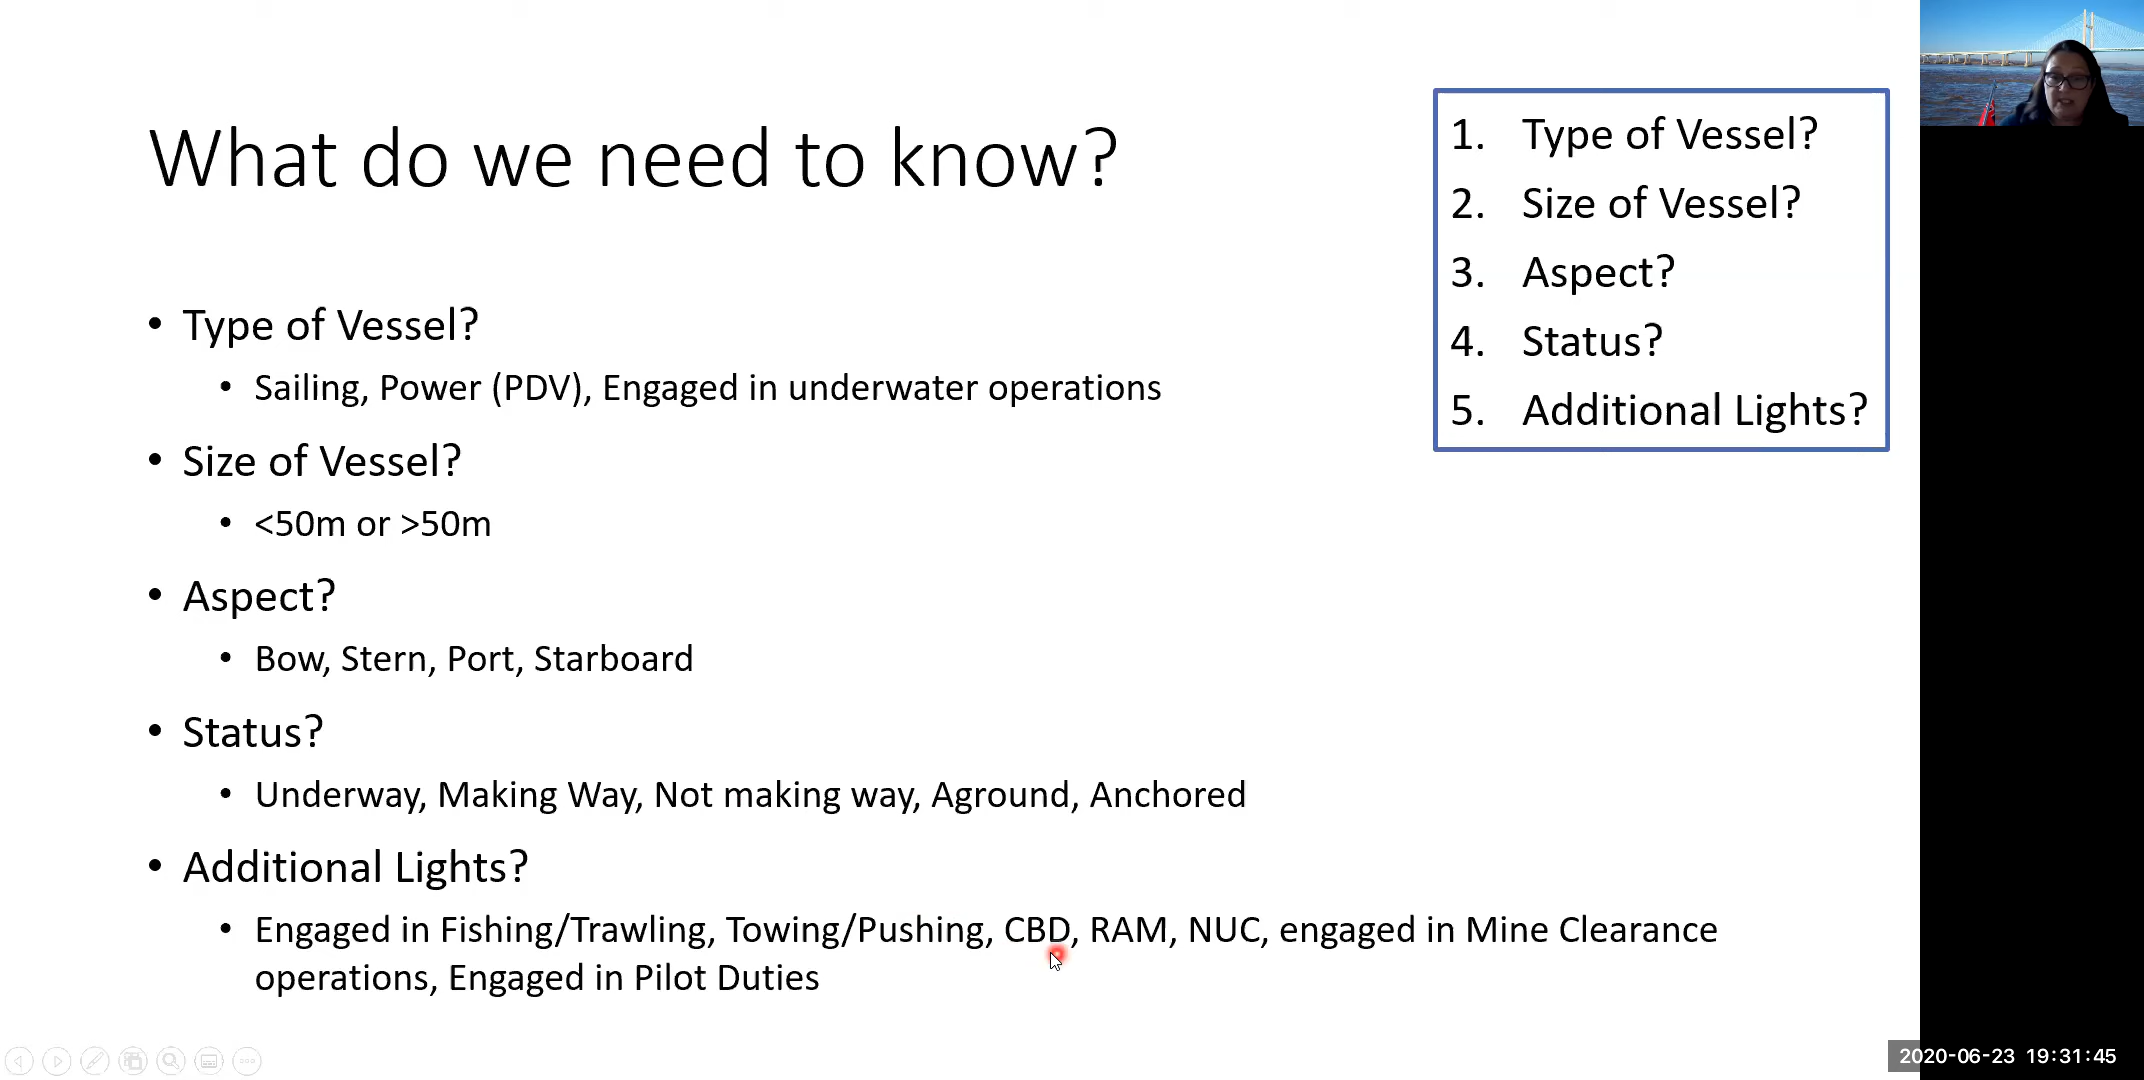 What do we need to know?
1. Type of Vessel?
2. Size of Vessel?
3. Aspect?
4. Status?
5. Additional Lights?
• Type of Vessel?
• Sailing, Power (PDV), Engaged in underwater operations
• Size of Vessel?
• <50m or >50m
• Aspect?
• Bow, Stern, Port, Starboard
• Status?
• Underway, Making Way, Not making way, Aground, Anchored
• Additional Lights?
• Engaged in Fishing/Trawling, Towing/Pushing, CBD, RAM, NUC, engaged in Mine Clearance
operations, Engaged in Pilot Duties
2020-06-23 19:31:45